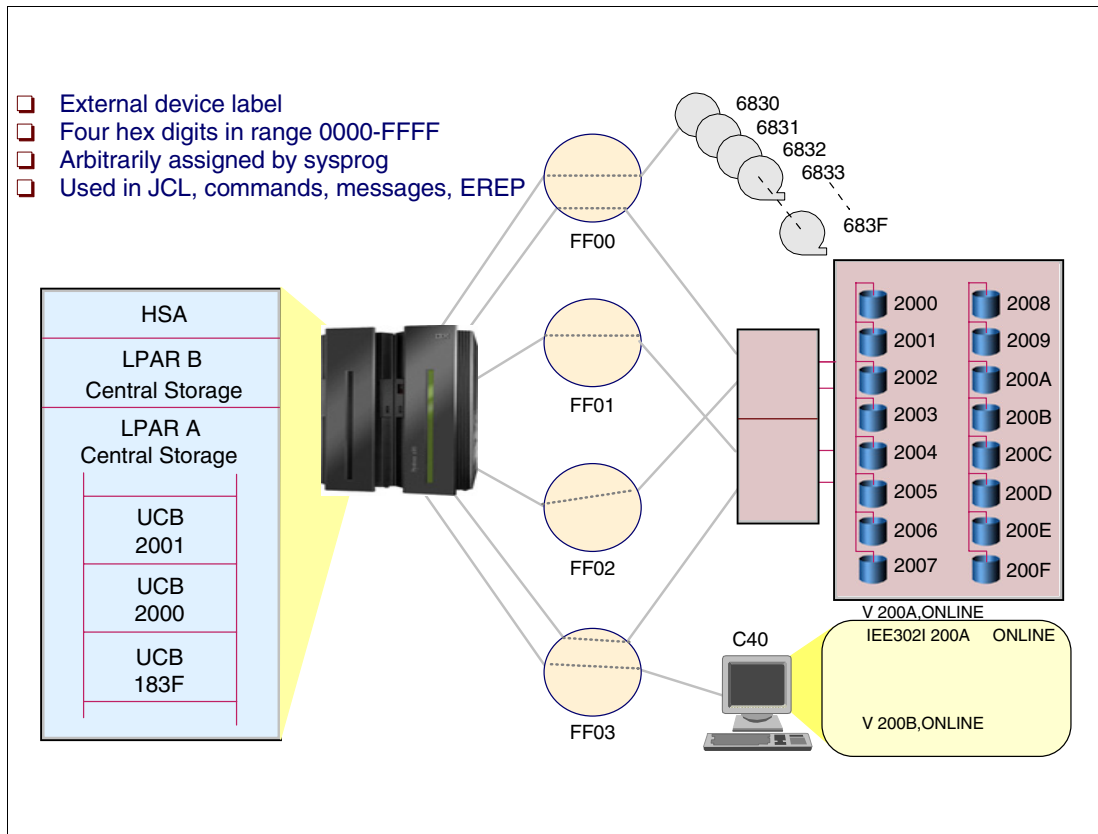 External device label
Four hex digits in range 0000-FFFF
Arbitrarily assigned by sysprog
Used in JCL, commands, messages, EREP
HSA
LPAR B
Central Storage
LPAR A
Central Storage
UCB
2001
UCB
2000
UCB
183F
FF00
FF01
FF02
FF03
6830
6831
6832
6833
683F
2000
2001
2002
2003
2004
2005
2006
2007
2008
2009
200A
200B
200C
200D
200E
200F
C40
V 200A,ONLINE
IEE302I 200A ONLINE
V 200B,ONLINE